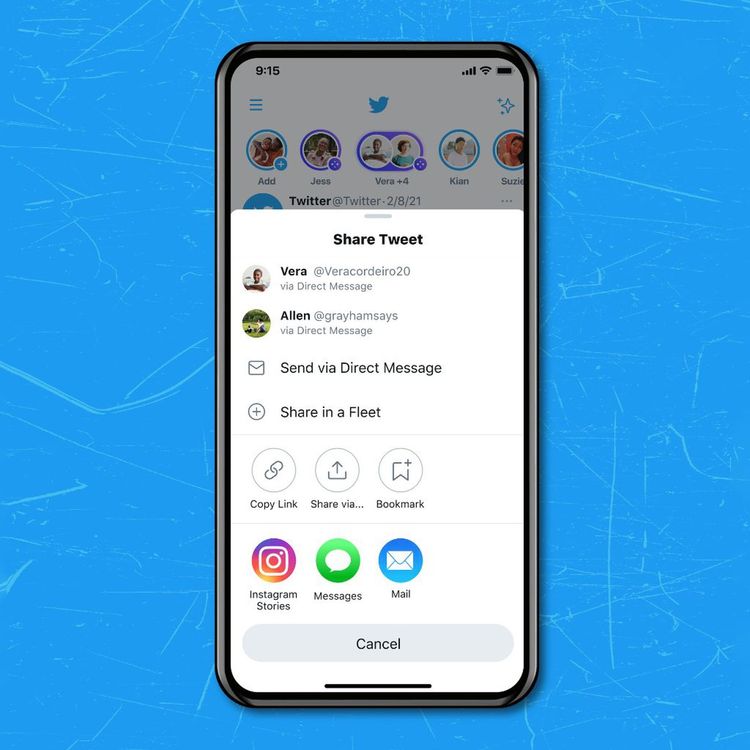 9:15
Add
Jess
Vera +4
Kian
Suzie
Twitter @Twitter · 2/8/21
Share Tweet
Vera @Veracordeiro20
via Direct Message
Allen @grayhamsays
via Direct Message
Send via Direct Message
Share in a Fleet
Copy Link
Share via...
Bookmark
Instagram
Stories
Messages
Mail
Cancel